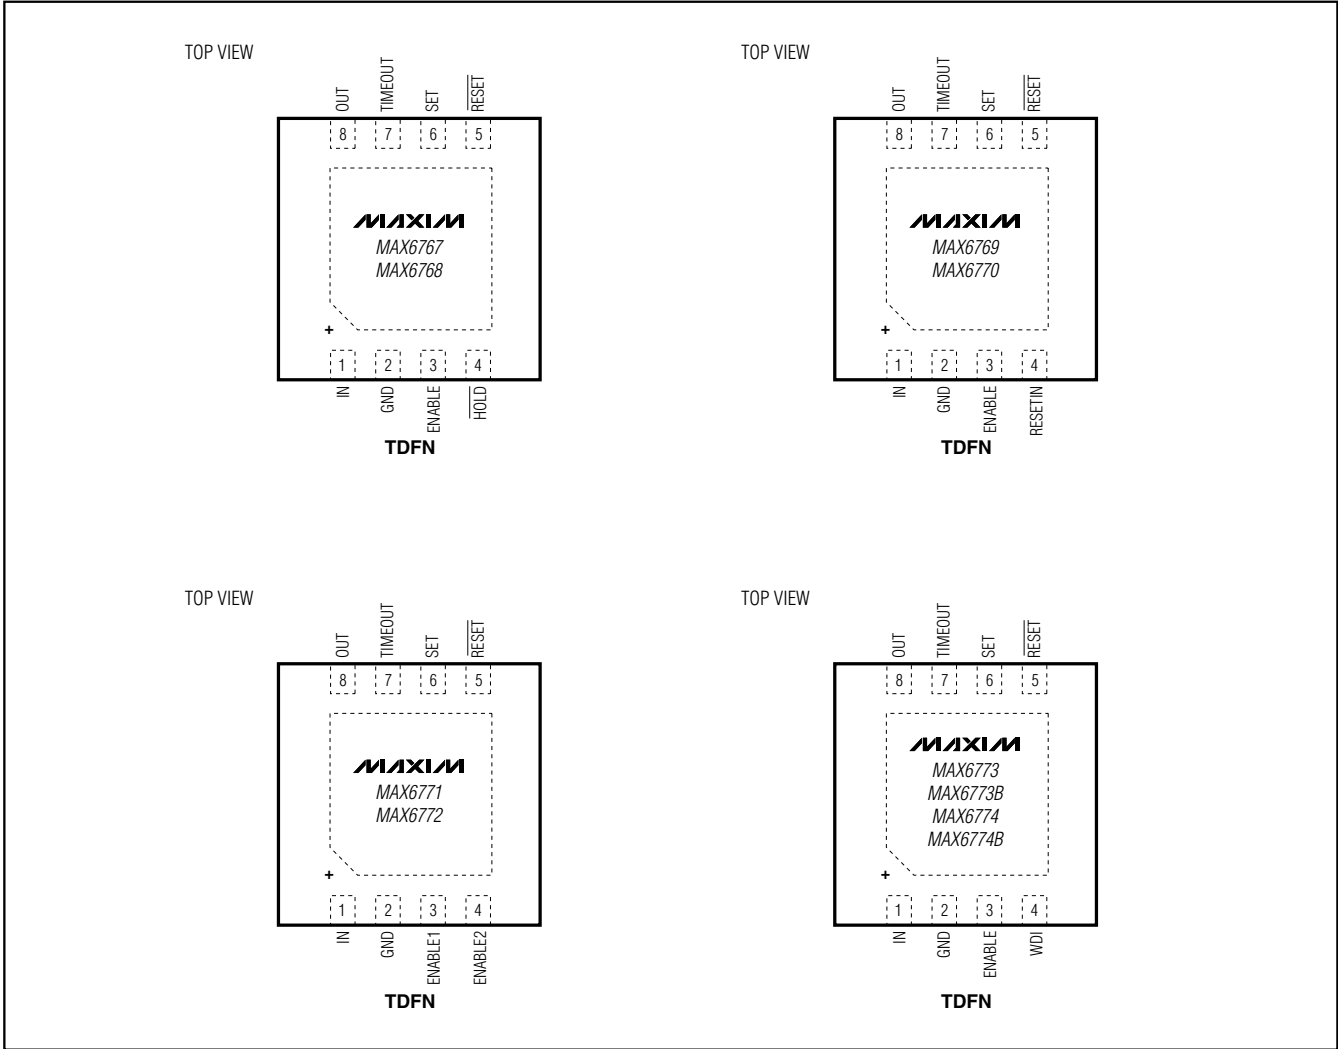 TOP VIEW
OUT
TIMEOUT
SET
RESET
8 7 6 5
MAXIM
MAX6767
MAX6768
+
1 2 3 4
IN
GND
ENABLE
HOLD
TDFN
TOP VIEW
OUT
TIMEOUT
SET
RESET
8 7 6 5
MAXIM
MAX6769
MAX6770
+
1 2 3 4
IN
GND
ENABLE
RESETIN
TDFN
TOP VIEW
OUT
TIMEOUT
SET
RESET
8 7 6 5
MAXIM
MAX6771
MAX6772
+
1 2 3 4
IN
GND
ENABLE1
ENABLE2
TDFN
TOP VIEW
OUT
TIMEOUT
SET
RESET
8 7 6 5
MAXIM
MAX6773
MAX6773B
MAX6774
MAX6774B
+
1 2 3 4
IN
GND
ENABLE
WDI
TDFN